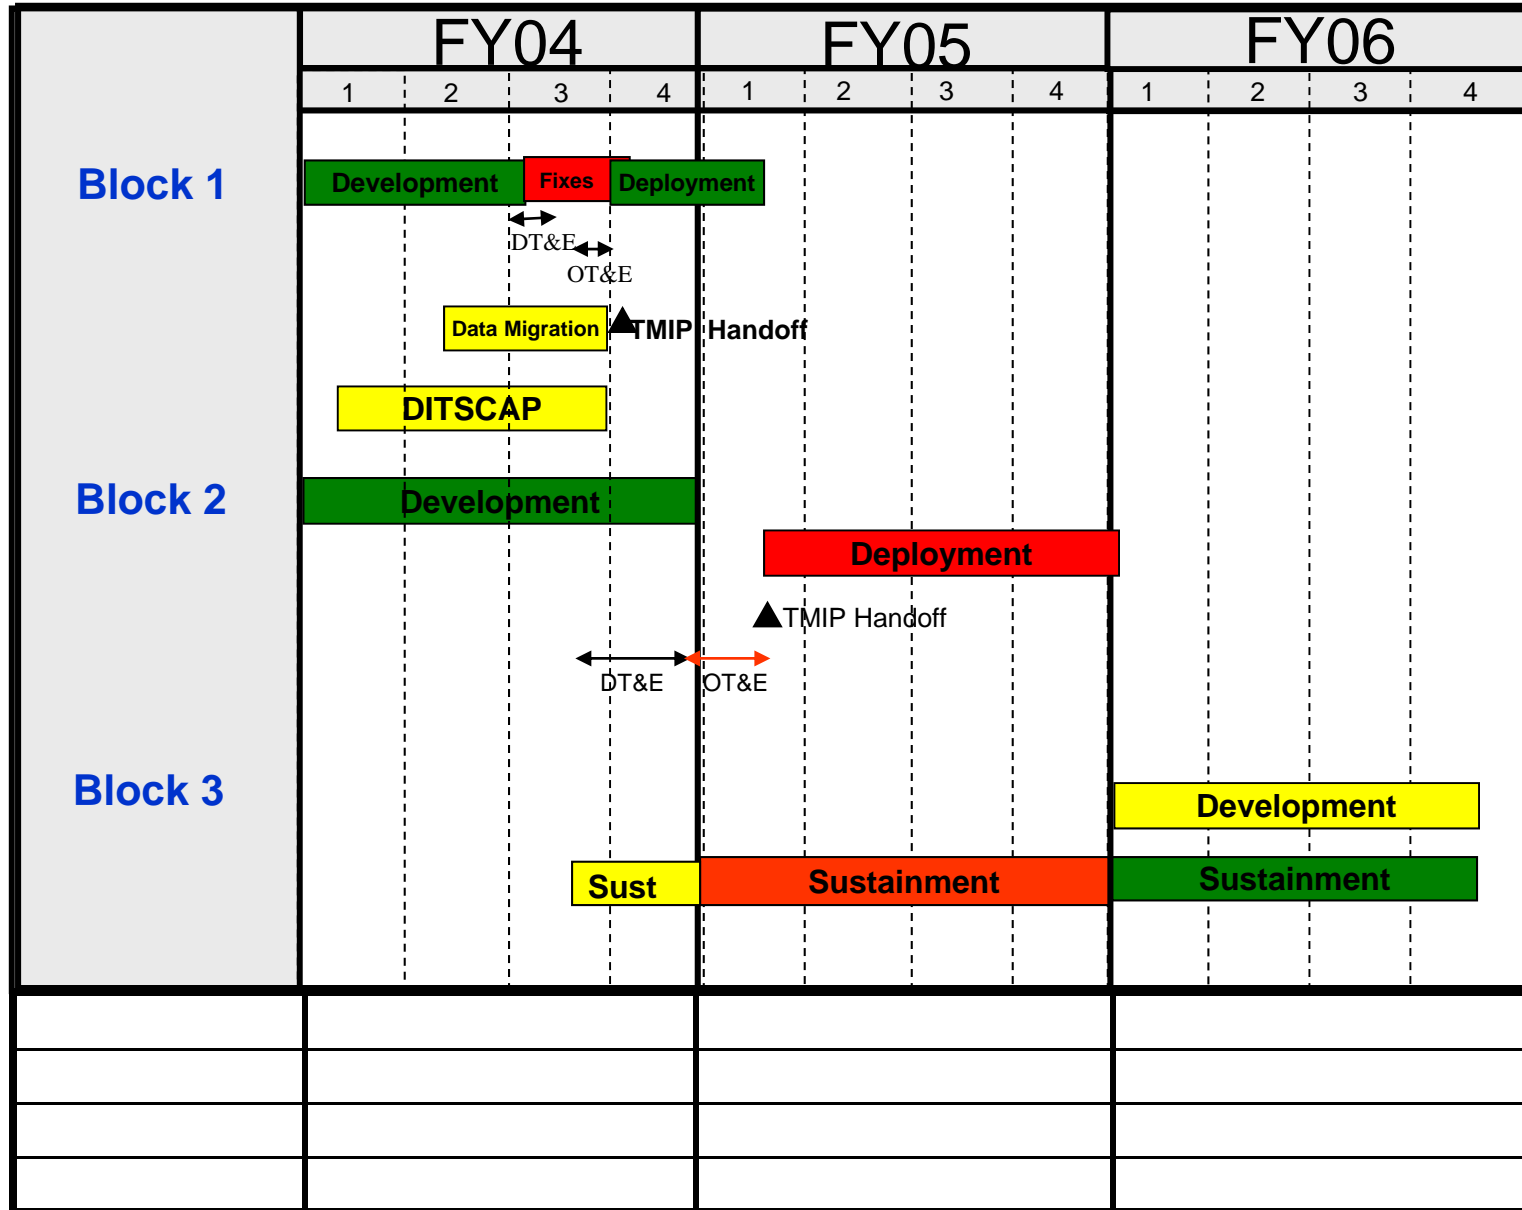 FY04 FY05 FY06
1 2 3 4 1 2 3 4 1 2 3 4
Block 1 Development Fixes Deployment
DT&E
OT&E
Data Migration TMIP Handoff
DITSCAP
Block 2 Development
Deployment
TMIP Handoff
DT&E OT&E
Block 3
Development
Sust Sustainment Sustainment